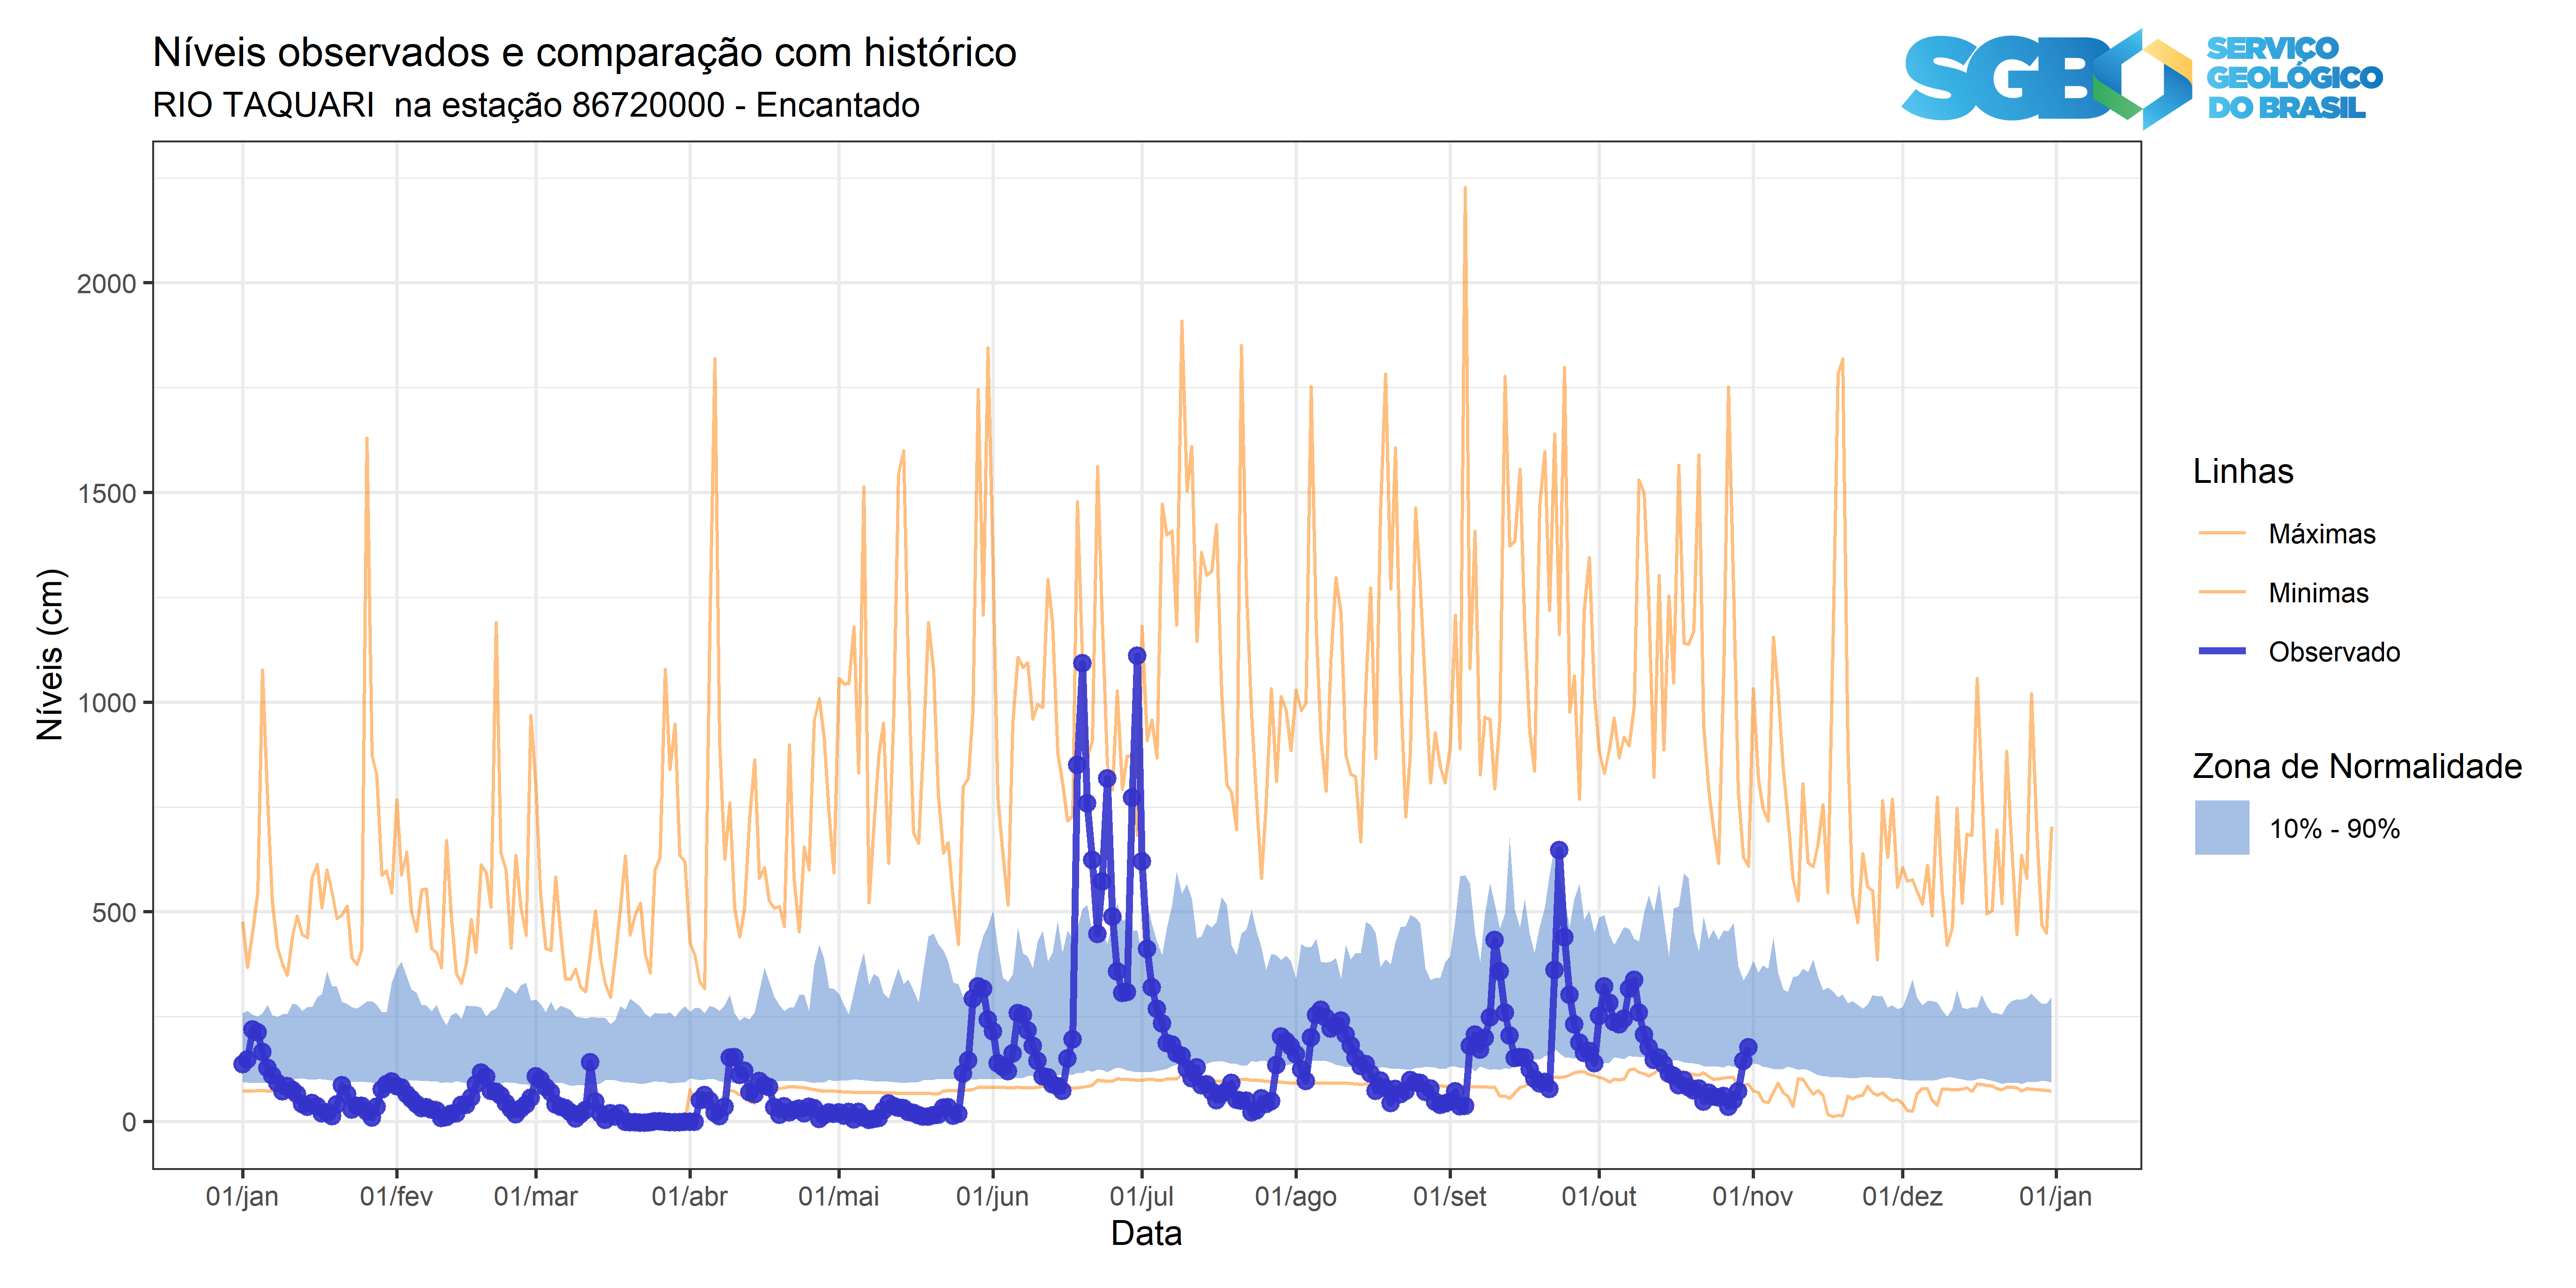 Níveis observados e comparação com histórico
RIO TAQUARI  na estação 86720000 - Encantado
SGB
SERVIÇO
GEOLÓGICO
DO BRASIL
Níveis (cm)
2000
1500
1000
500
0
01/jan
01/fev
01/mar
01/abr
01/mai
01/jun
01/jul
01/ago
01/set
01/out
01/nov
01/dez
01/jan
Data
Linhas
Máximas
Minimas
Observado
Zona de Normalidade
10% - 90%